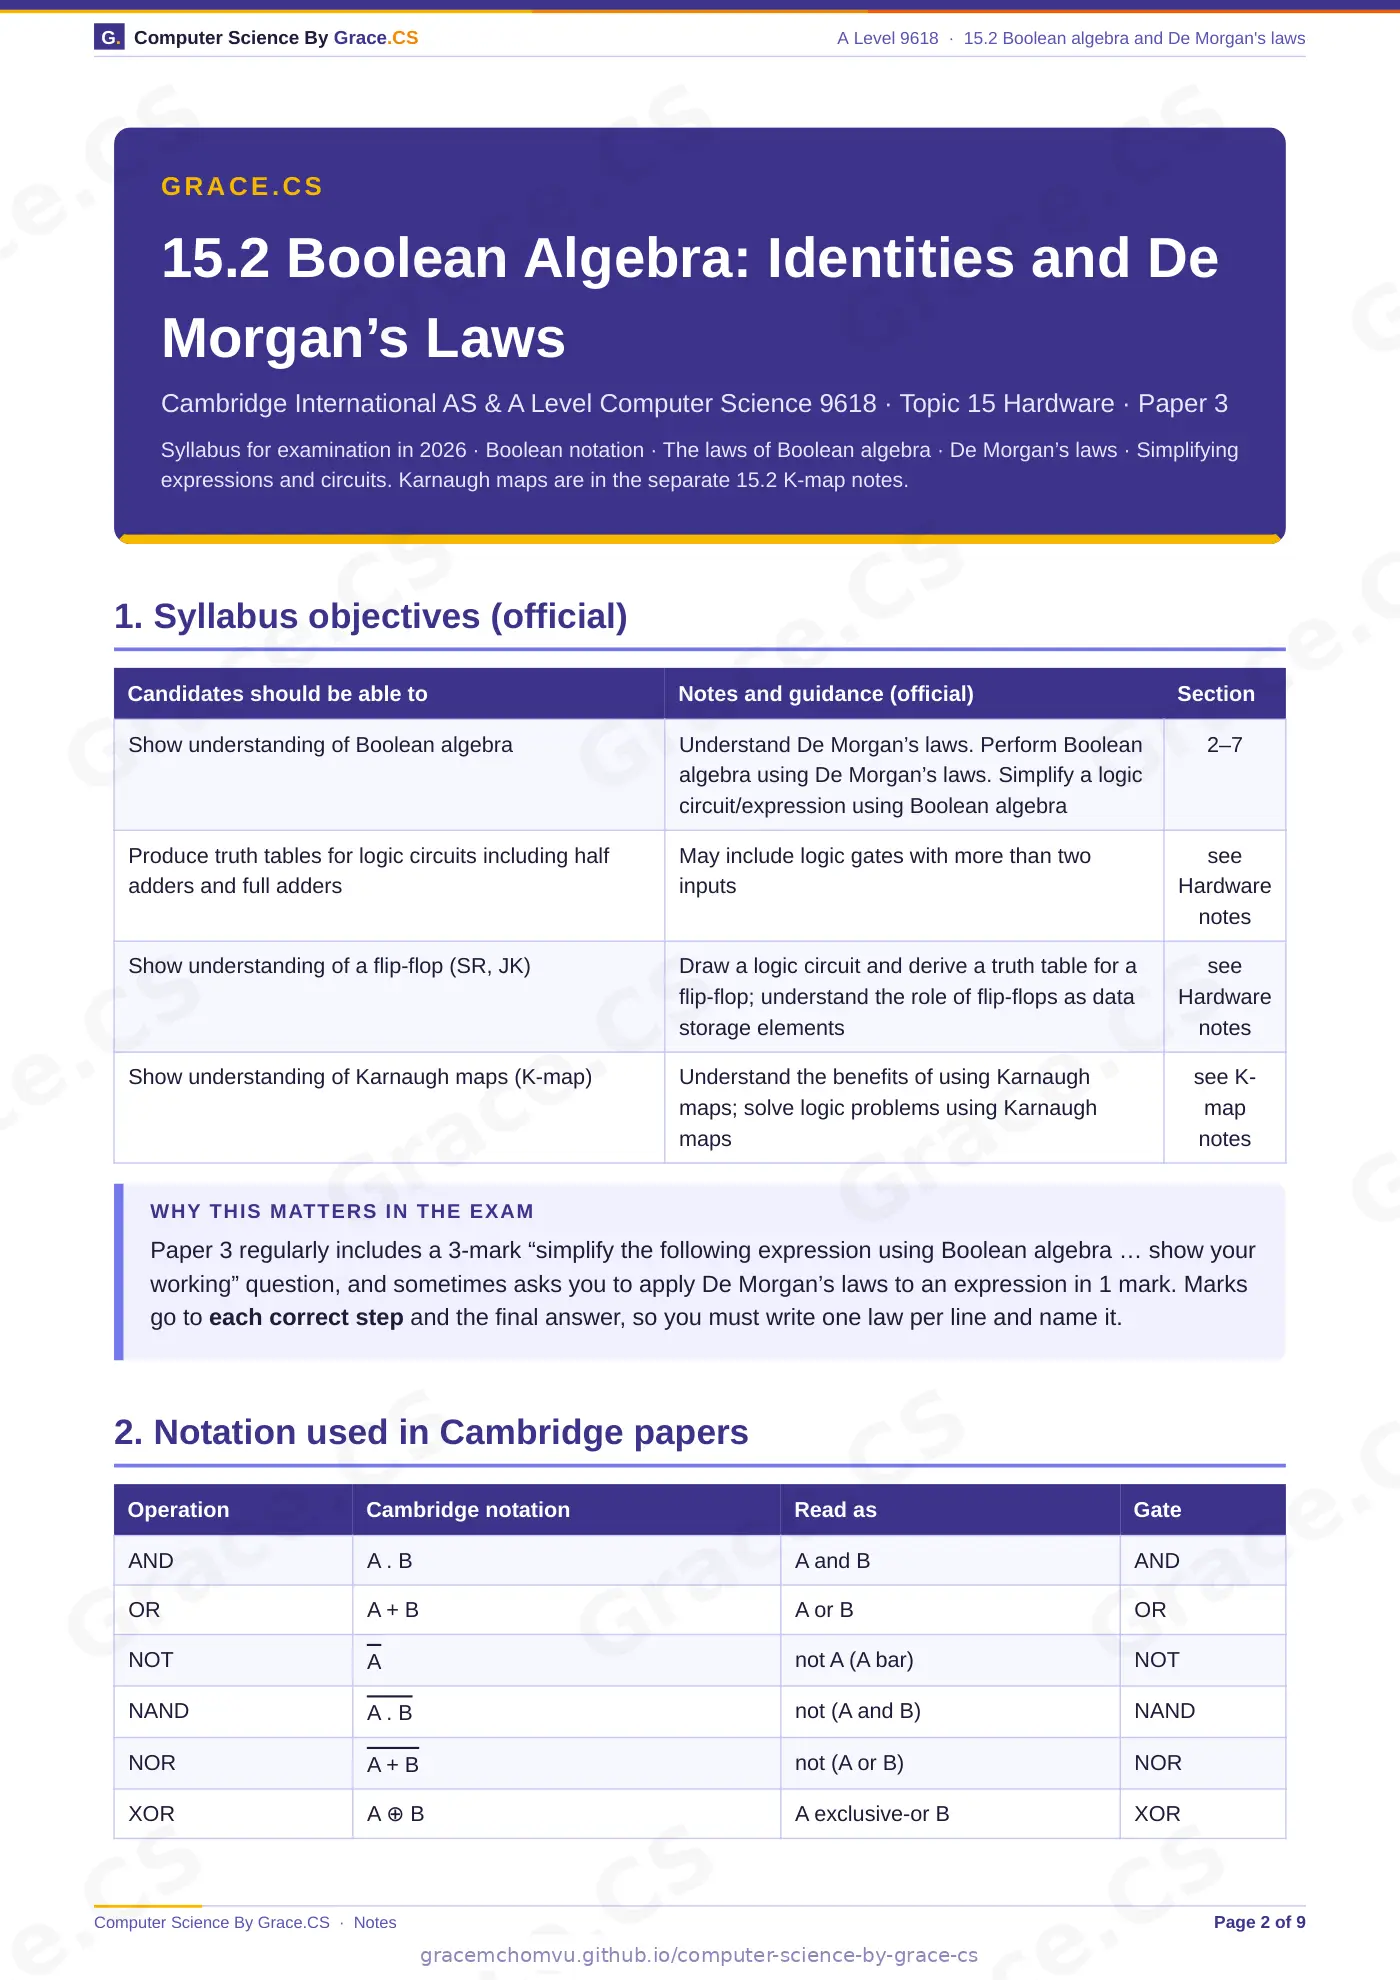 G. Computer Science By Grace.CS
A Level 9618 · 15.2 Boolean algebra and De Morgan's laws
GRACE.CS
15.2 Boolean Algebra: Identities and De
Morgan’s Laws
Cambridge International AS & A Level Computer Science 9618 · Topic 15 Hardware · Paper 3
Syllabus for examination in 2026 · Boolean notation · The laws of Boolean algebra · De Morgan’s laws · Simplifying
expressions and circuits. Karnaugh maps are in the separate 15.2 K-map notes.
1. Syllabus objectives (official)
Candidates should be able to Notes and guidance (official) Section
Show understanding of Boolean algebra Understand De Morgan’s laws. Perform Boolean 2–7
algebra using De Morgan’s laws. Simplify a logic
circuit/expression using Boolean algebra
Produce truth tables for logic circuits including half May include logic gates with more than two see
adders and full adders inputs Hardware
notes
Show understanding of a flip-flop (SR, JK) Draw a logic circuit and derive a truth table for a see
flip-flop; understand the role of flip-flops as data Hardware
storage elements notes
Show understanding of Karnaugh maps (K-map) Understand the benefits of using Karnaugh see K-
maps; solve logic problems using Karnaugh map
maps notes
WHY THIS MATTERS IN THE EXAM
Paper 3 regularly includes a 3-mark “simplify the following expression using Boolean algebra … show your
working” question, and sometimes asks you to apply De Morgan’s laws to an expression in 1 mark. Marks
go to each correct step and the final answer, so you must write one law per line and name it.
2. Notation used in Cambridge papers
Operation Cambridge notation Read as Gate
AND A . B A and B AND
OR A + B A or B OR
NOT A̅ not A (A bar) NOT
NAND A̅ ̅.̅ ̅B̅ not (A and B) NAND
NOR A̅ ̅+̅ ̅B̅ not (A or B) NOR
XOR A ⊕ B A exclusive-or B XOR
Computer Science By Grace.CS · Notes
Page 2 of 9
gracemchomvu.github.io/computer-science-by-grace-cs